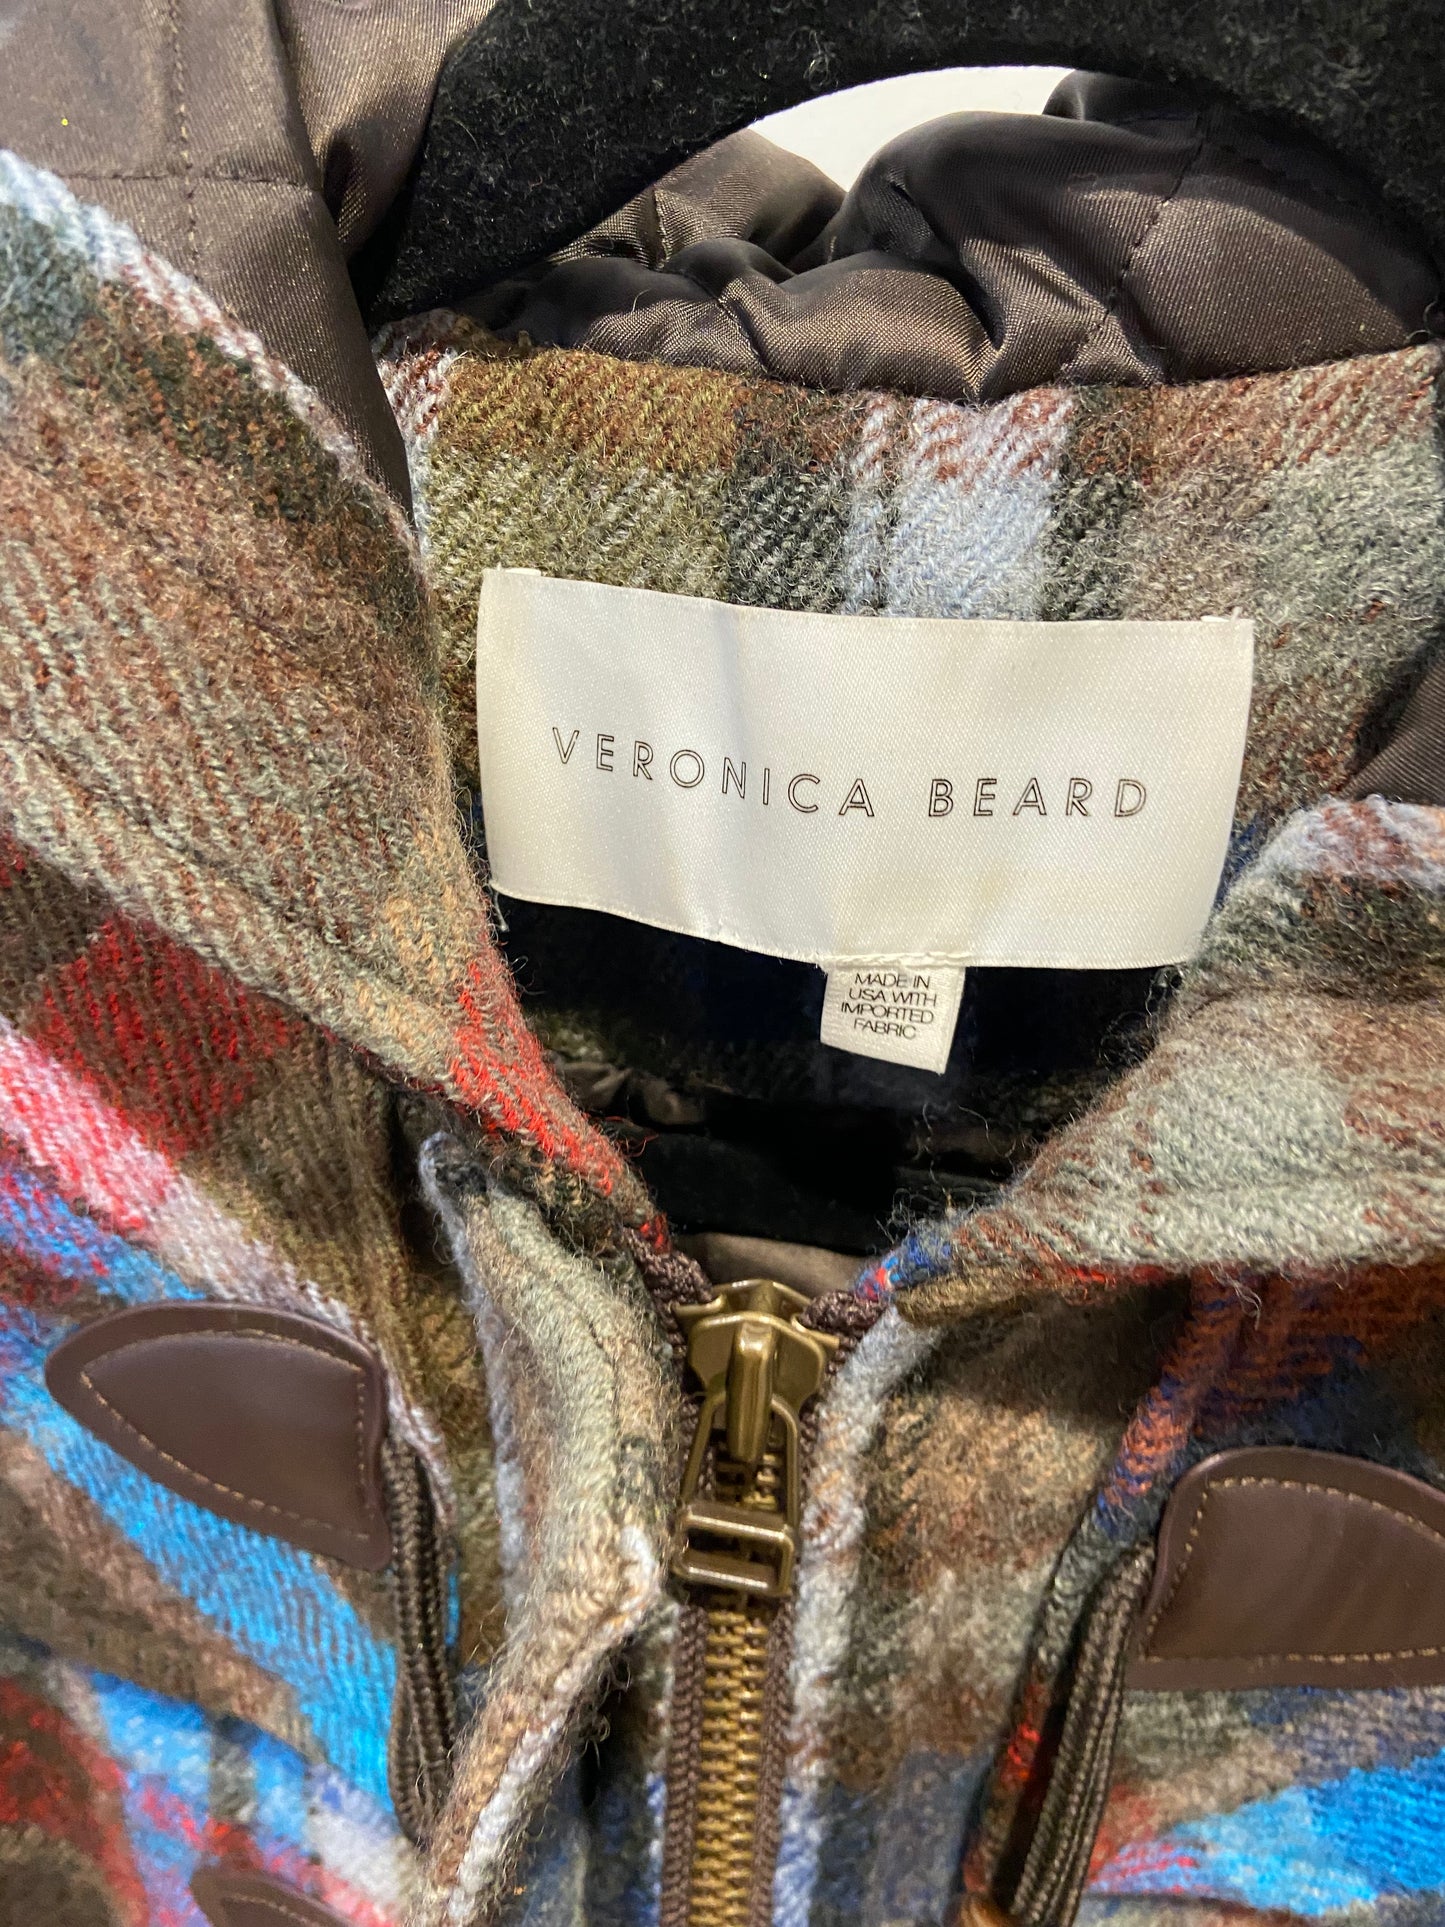 VERONICA BEARD
MADE IN
USA WITH
IMPORTED
FABRIC